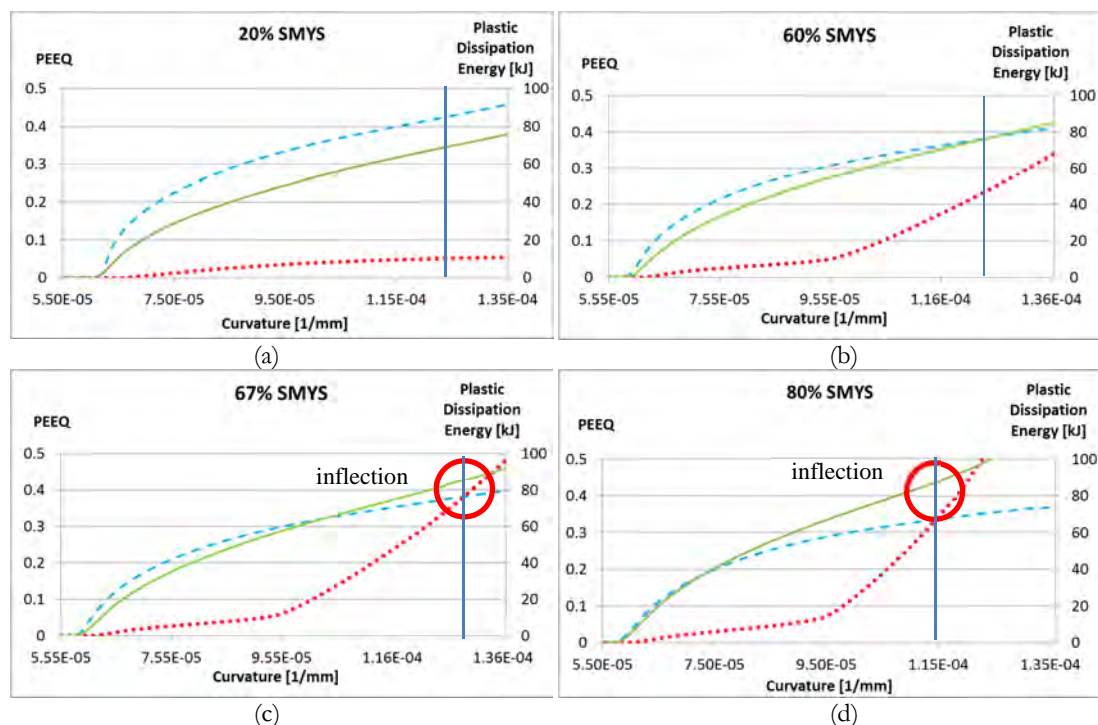 20% SMYS
PEEQ
Plastic
Dissipation
Energy [kJ]
0.5
0.4
0.3
0.2
0.1
0
100
80
60
40
20
0
5.50E-05 7.50E-05 9.50E-05 1.15E-04 1.35E-04
Curvature [1/mm]
(a)
60% SMYS
PEEQ
Plastic
Dissipation
Energy [kJ]
0.5
0.4
0.3
0.2
0.1
0
100
80
60
40
20
0
5.55E-05 7.55E-05 9.55E-05 1.16E-04 1.36E-04
Curvature [1/mm]
(b)
67% SMYS
PEEQ
Plastic
Dissipation
Energy [kJ]
inflection
0.5
0.4
0.3
0.2
0.1
0
100
80
60
40
20
0
5.55E-05 7.55E-05 9.55E-05 1.16E-04 1.36E-04
Curvature [1/mm]
(c)
80% SMYS
PEEQ
Plastic
Dissipation
Energy [kJ]
inflection
0.5
0.4
0.3
0.2
0.1
0
100
80
60
40
20
0
5.50E-05 7.50E-05 9.50E-05 1.15E-04 1.35E-04
Curvature [1/mm]
(d)